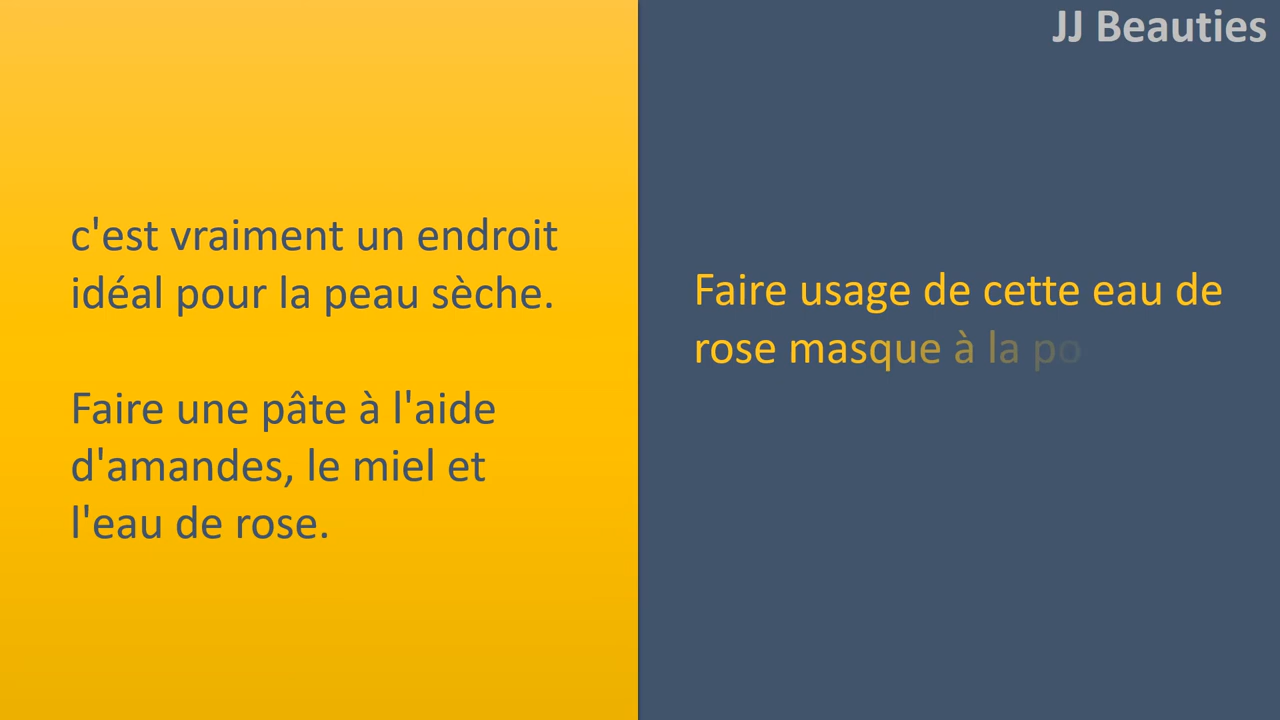 JJ Beauties
c'est vraiment un endroit
idéal pour la peau sèche.
Faire une pâte à l'aide
d'amandes, le miel et
l'eau de rose.
Faire usage de cette eau de
rose masque à la